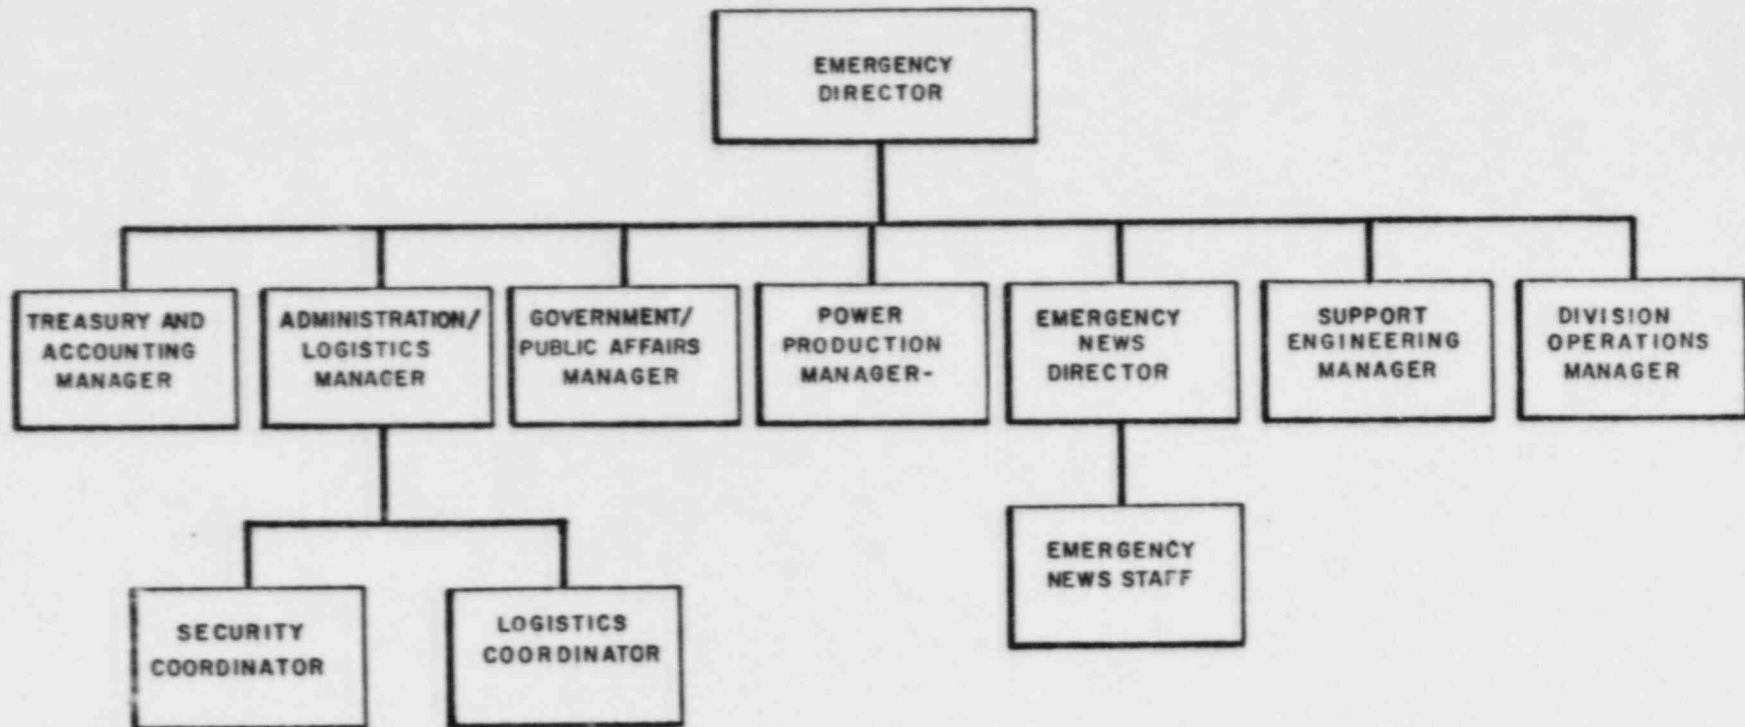 EMERGENCY
DIRECTOR
TREASURY AND
ACCOUNTING
MANAGER
ADMINISTRATION/
LOGISTICS
MANAGER
GOVERNMENT/
PUBLIC AFFAIRS
MANAGER
POWER
PRODUCTION
MANAGER-
EMERGENCY
NEWS
DIRECTOR
SUPPORT
ENGINEERING
MANAGER
DIVISION
OPERATIONS
MANAGER
SECURITY
COORDINATOR
LOGISTICS
COORDINATOR
EMERGENCY
NEWS STAFF